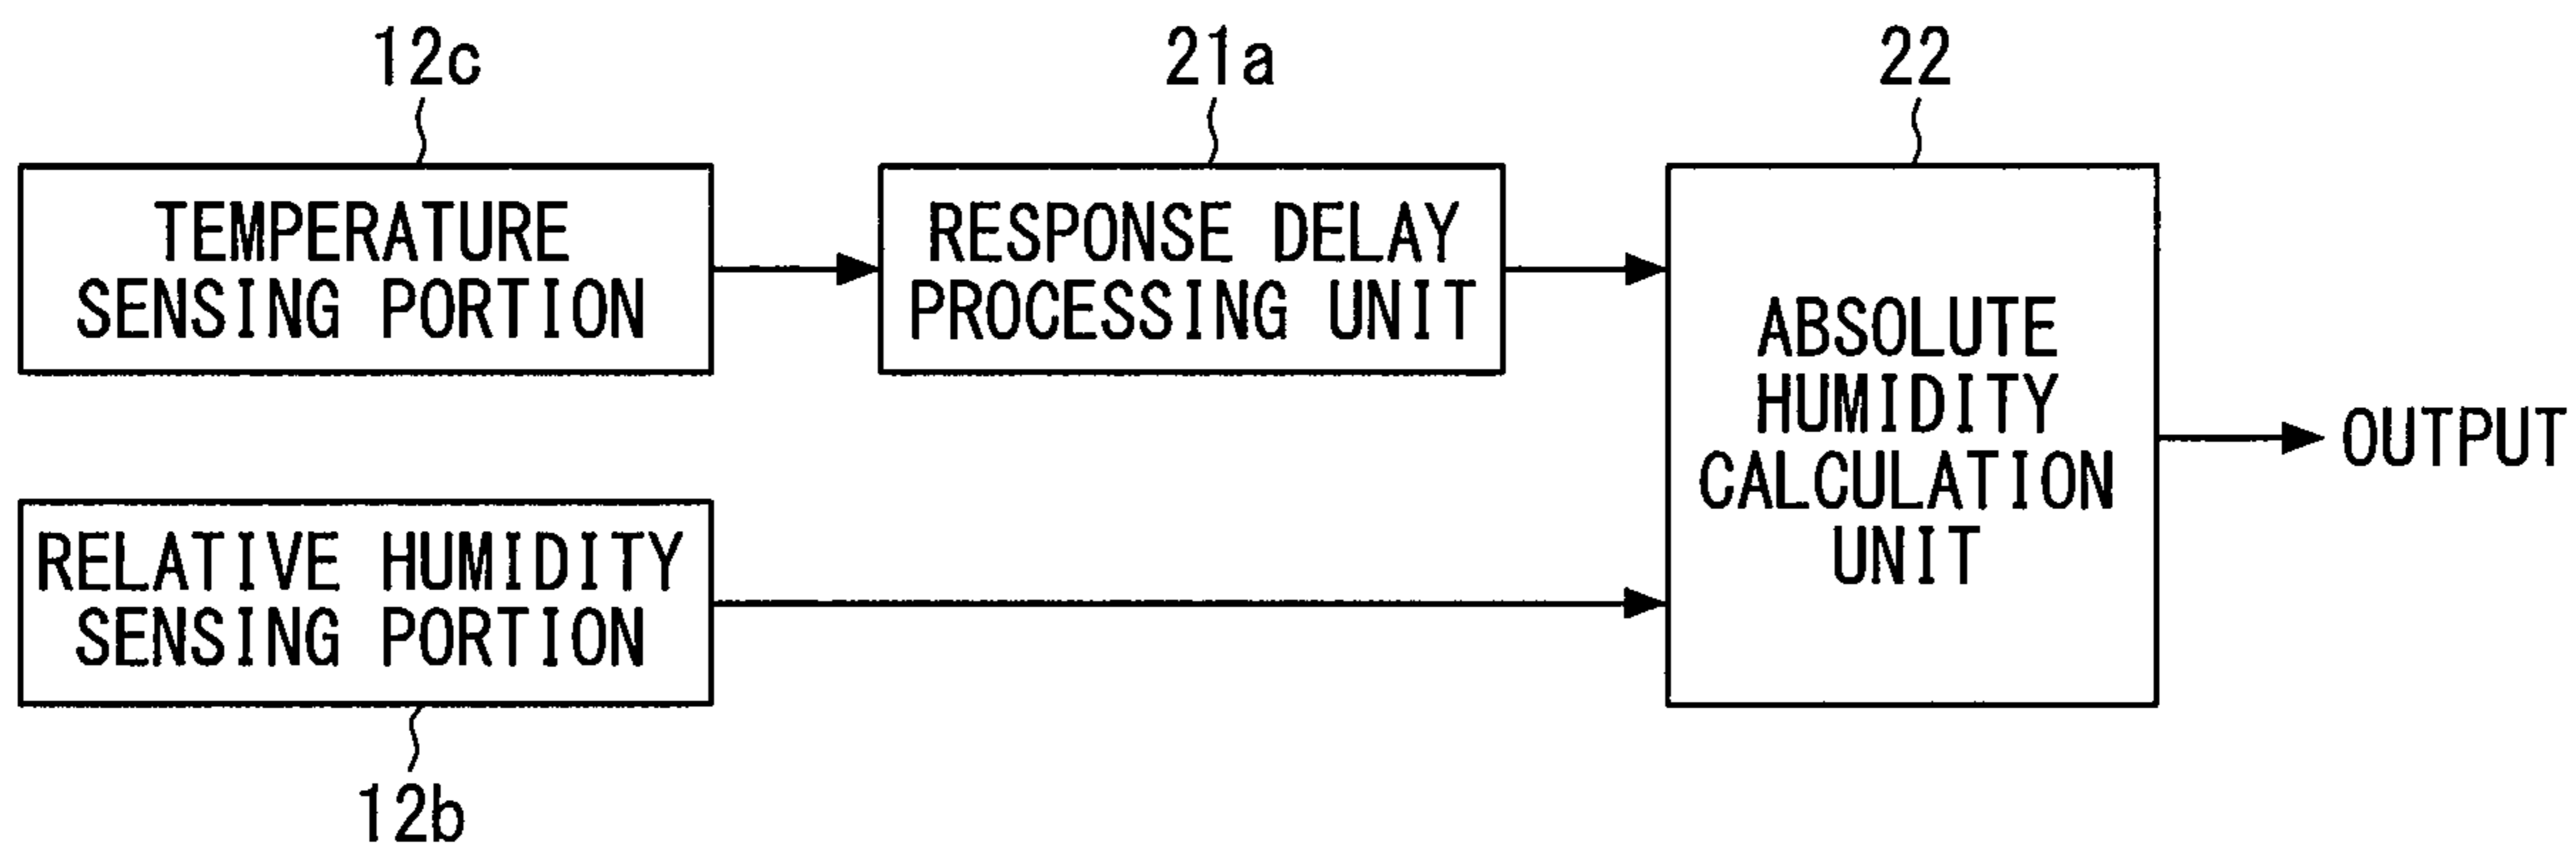 12c
21a
22
TEMPERATURE
SENSING PORTION
RESPONSE DELAY
PROCESSING UNIT
ABSOLUTE
HUMIDITY
CALCULATION
UNIT
OUTPUT
RELATIVE HUMIDITY
SENSING PORTION
12b